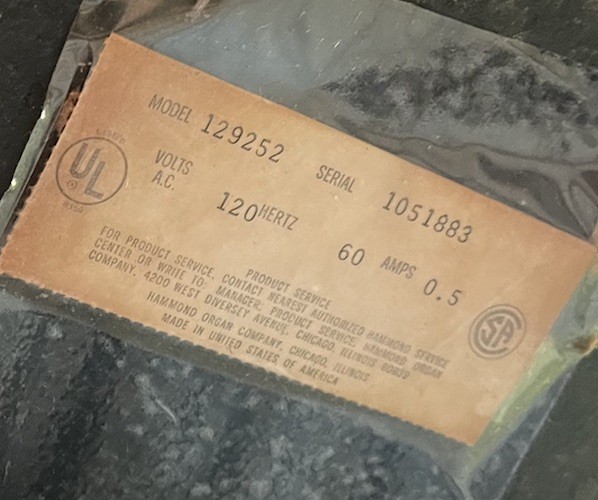 MODEL 129252 SERIAL 1051883
VOLTS A.C. 120 HERTZ 60 AMPS 0.5
UL
PRODUCT SERVICE
FOR PRODUCT SERVICE, CONTACT NEAREST AUTHORIZED HAMMOND SERVICE
CENTER OR WRITE TO: MANAGER, PRODUCT SERVICE, HAMMOND ORGAN
COMPANY, 4200 WEST DIVERSEY AVENUE, CHICAGO, ILLINOIS 60639
HAMMOND ORGAN COMPANY, CHICAGO, ILLINOIS
MADE IN UNITED STATES OF AMERICA
SA